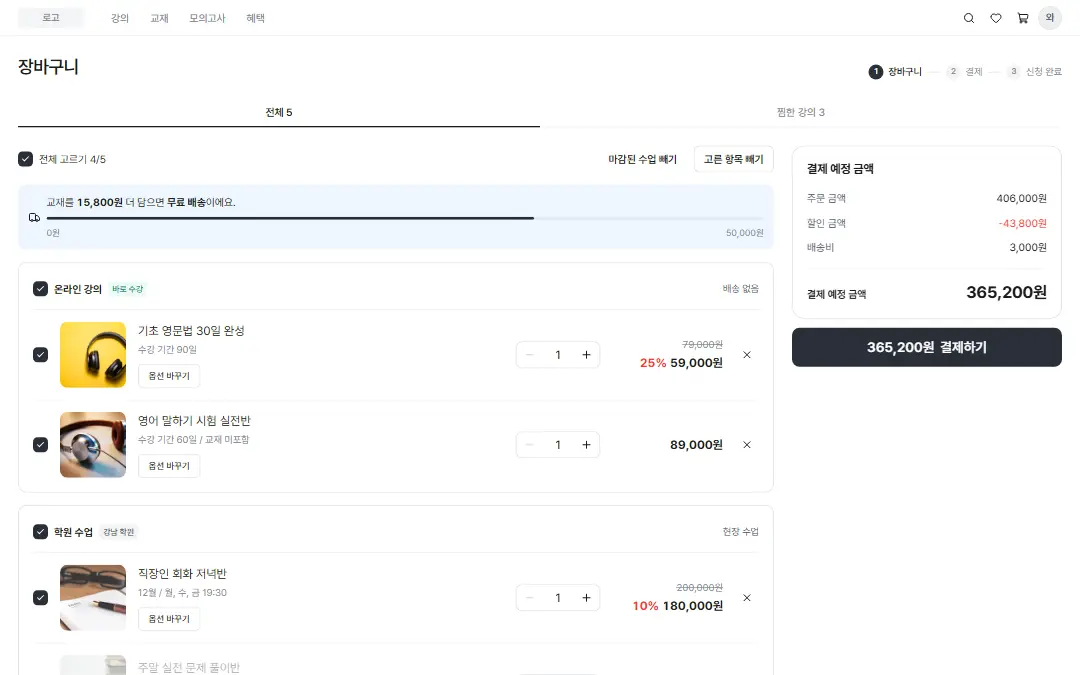 로고 강의 교재 모의고사 혜택 와
장바구니
1 장바구니 2 결제 3 신청 완료
전체 5 찜한 강의 3
전체 고르기 4/5 마감된 수업 빼기 고른 항목 빼기
교재를 15,800원 더 담으면 무료 배송이에요.
0원 50,000원
온라인 강의 바로 수강 배송 없음
기초 영문법 30일 완성
수강 기간 90일
옵션 바꾸기
1
79,000원
25% 59,000원
영어 말하기 시험 실전반
수강 기간 60일 / 교재 미포함
옵션 바꾸기
1
89,000원
학원 수업 강남 학원 현장 수업
직장인 회화 저녁반
12월 / 월, 수, 금 19:30
옵션 바꾸기
1
200,000원
10% 180,000원
주말 실전 문제 풀이반
결제 예정 금액
주문 금액 406,000원
할인 금액 -43,800원
배송비 3,000원
결제 예정 금액 365,200원
365,200원 결제하기